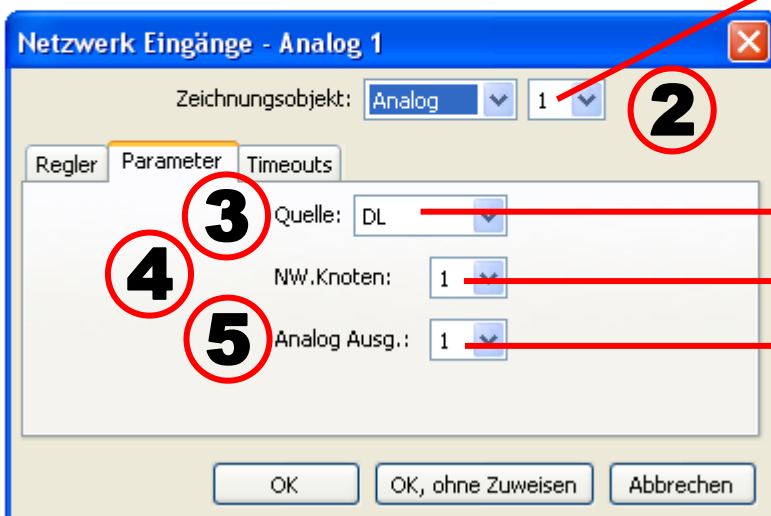 Netzwerk Eingänge - Analog 1
Zeichnungsobjekt: Analog 1 2
Regler Parameter Timeouts
3 Quelle: DL
4 NW.Knoten: 1
5 Analog Ausg.: 1
OK OK, ohne Zuweisen Abbrechen